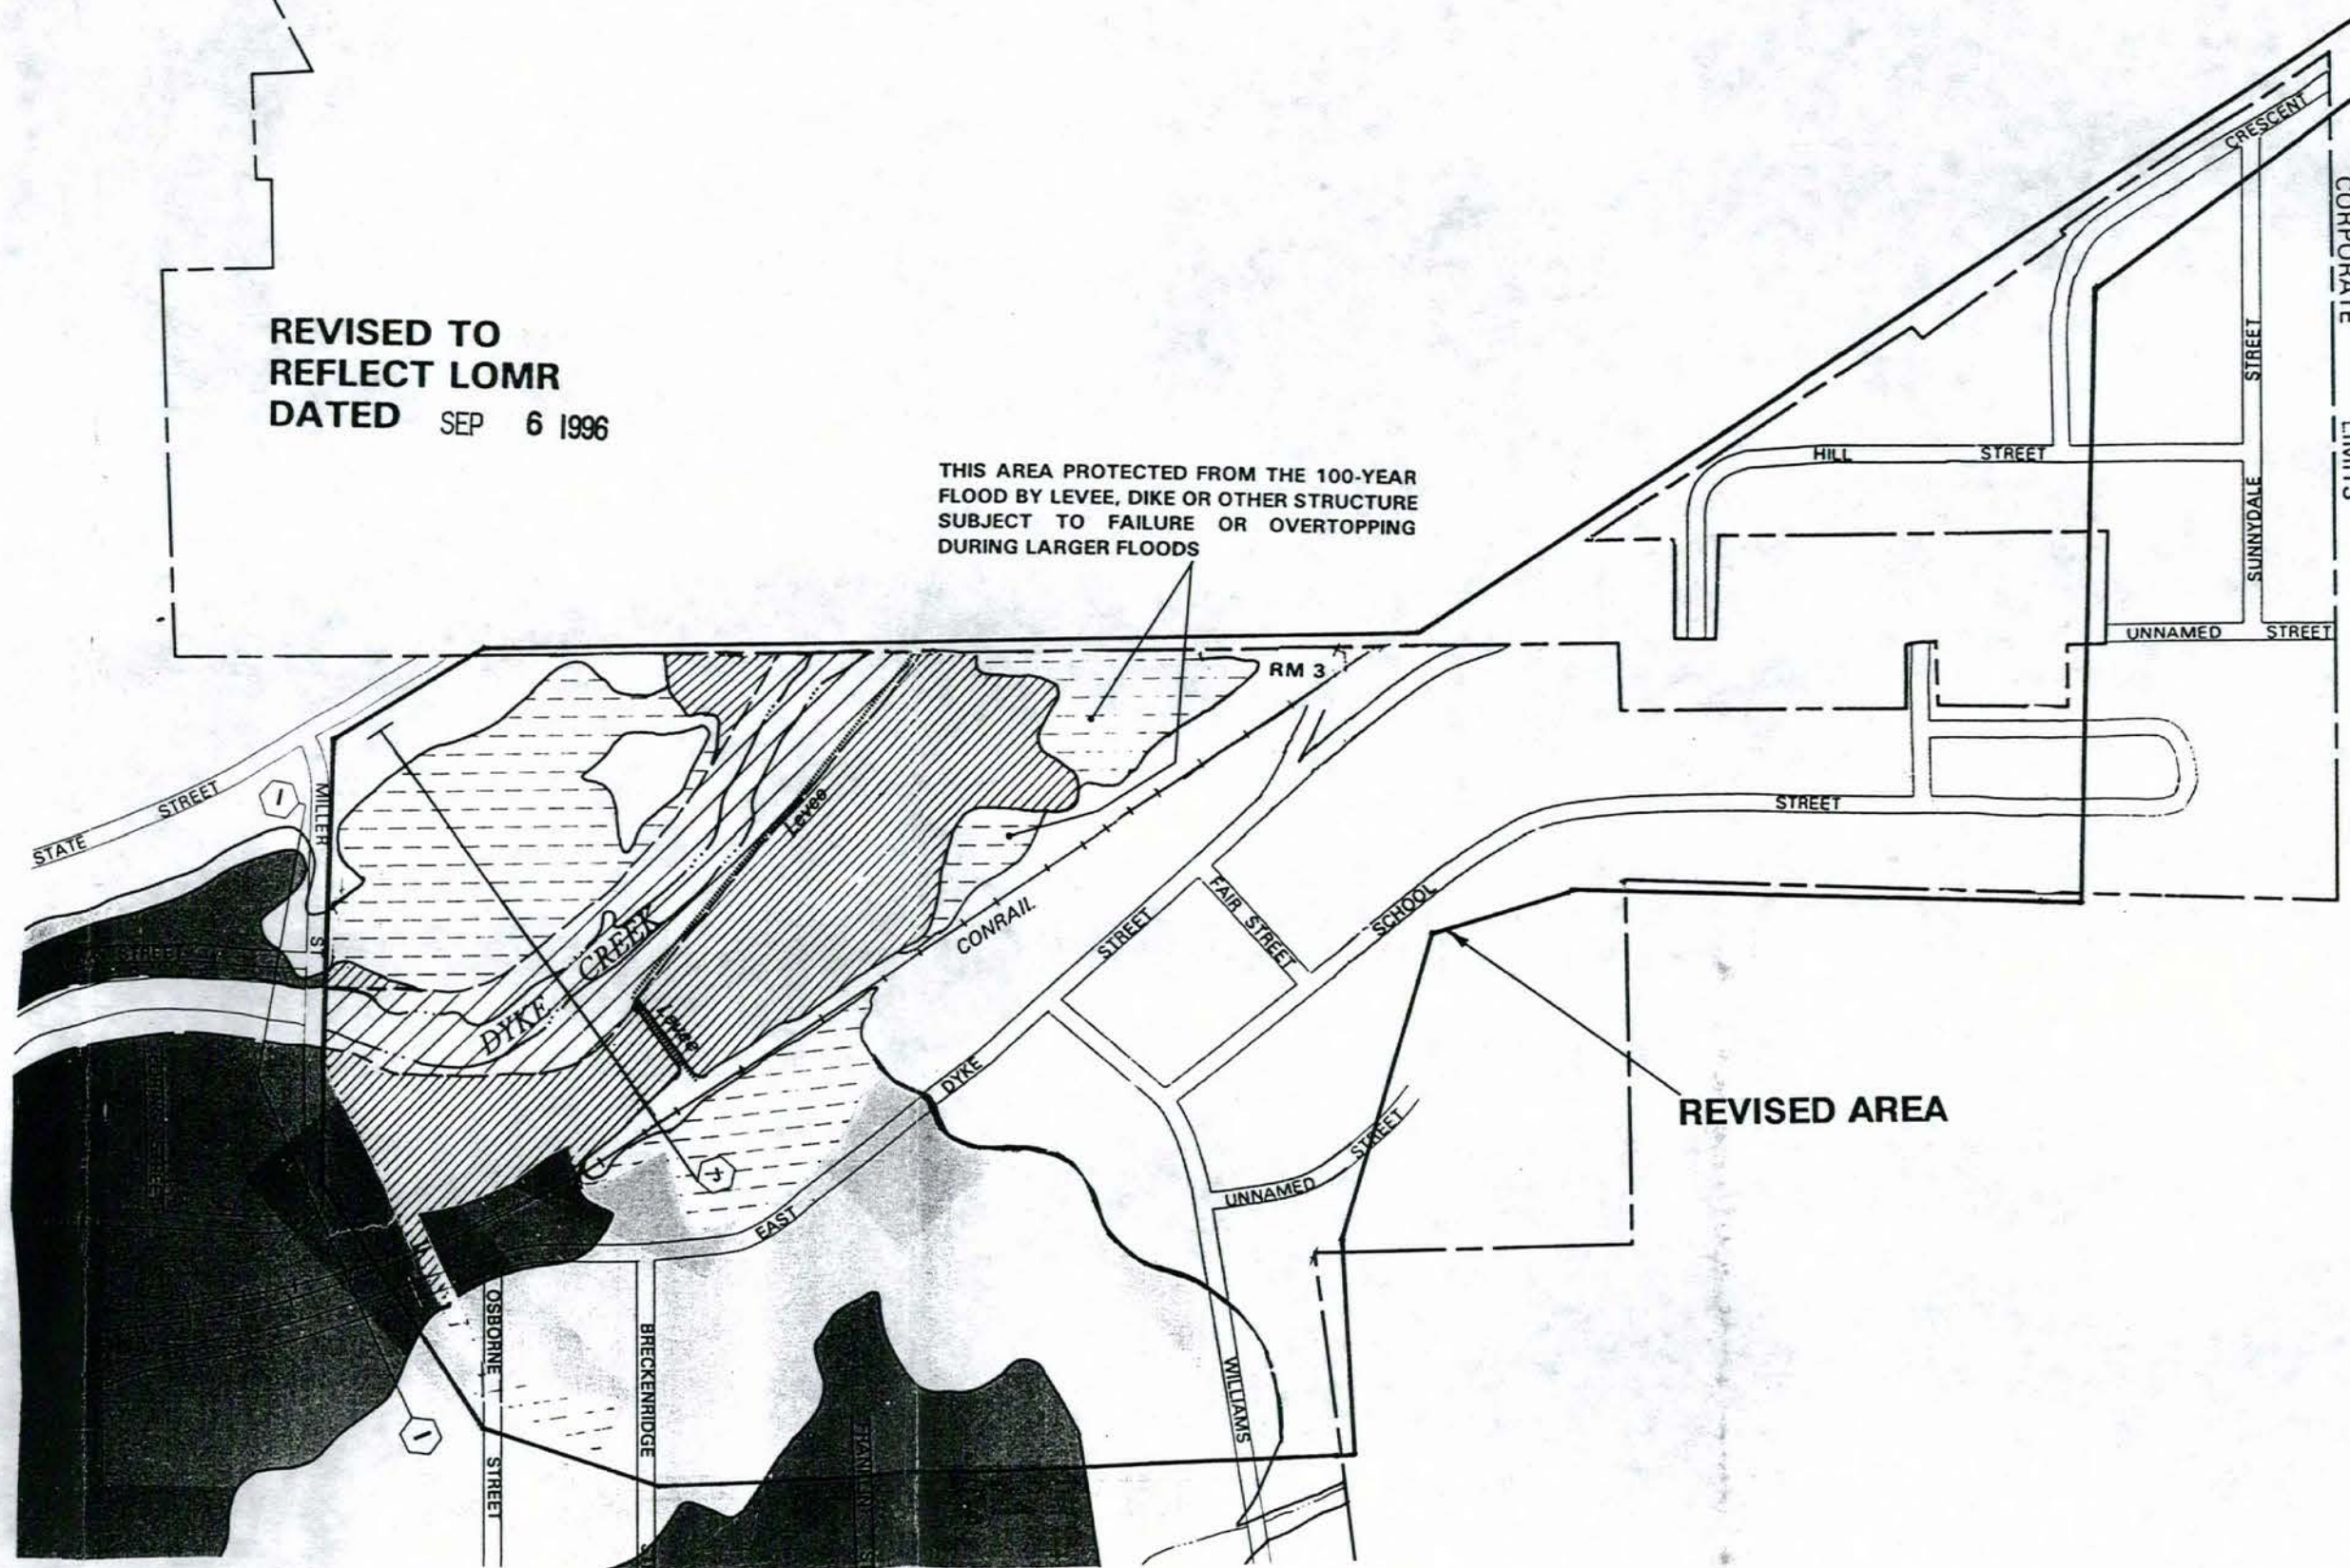 CRESCENT
CORPORATE LIMITS
REVISED TO
REFLECT LOMR
DATED SEP 6 1996
STREET
HILL STREET
THIS AREA PROTECTED FROM THE 100-YEAR
FLOOD BY LEVEE, DIKE OR OTHER STRUCTURE
SUBJECT TO FAILURE OR OVERTOPPING
DURING LARGER FLOODS
SUNNYDALE
UNNAMED STREET
RM 3
STATE STREET
I
MILLER
ST
Levee
STREET
FAIR STREET
SCHOOL
CONRAIL
STREET
STREET
DYKE CREEK
Levee
DYKE
REVISED AREA
UNNAMED STREET
J
EAST
OSBORNE
STREET
BRECKENRIDGE
WILLIAMS
I